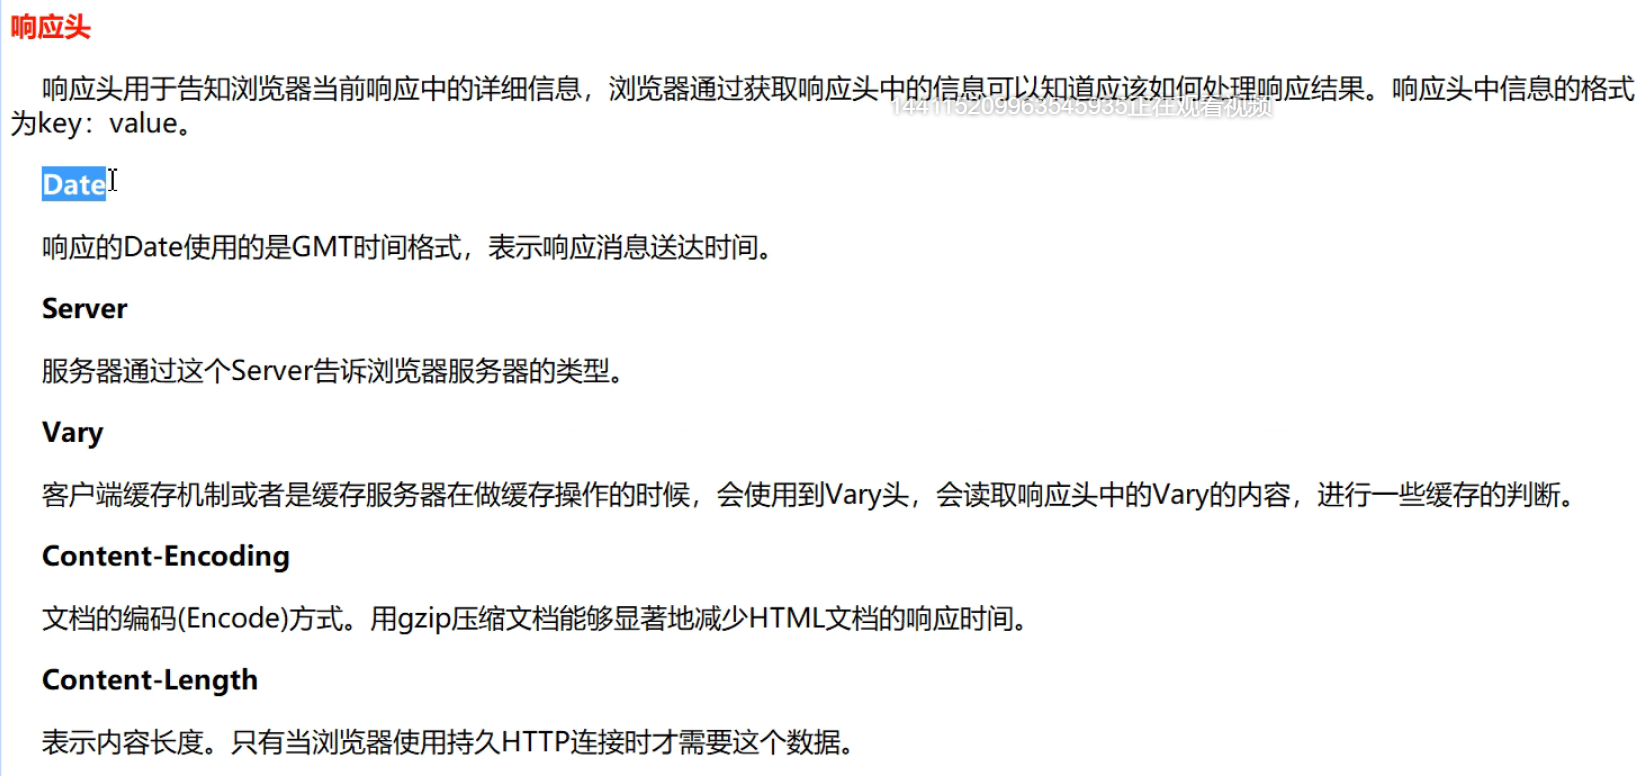 响应头
响应头用于告知浏览器当前响应中的详细信息，浏览器通过获取响应头中的信息可以知道应该如何处理响应结果。响应头中信息的格式
为key：value。
144115209963545935正在观看视频
Date
响应的Date使用的是GMT时间格式，表示响应消息送达时间。
Server
服务器通过这个Server告诉浏览器服务器的类型。
Vary
客户端缓存机制或者是缓存服务器在做缓存操作的时候，会使用到Vary头，会读取响应头中的Vary的内容，进行一些缓存的判断。
Content-Encoding
文档的编码(Encode)方式。用gzip压缩文档能够显著地减少HTML文档的响应时间。
Content-Length
表示内容长度。只有当浏览器使用持久HTTP连接时才需要这个数据。